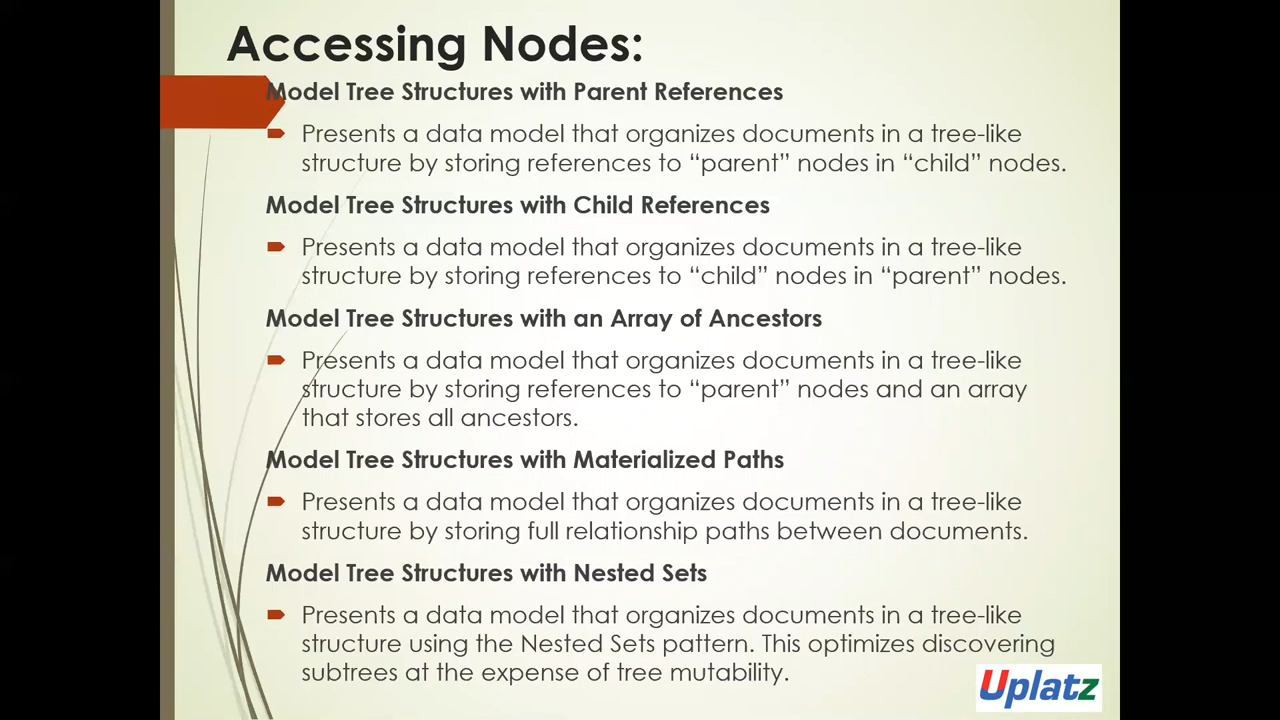 Accessing Nodes:
Model Tree Structures with Parent References
Presents a data model that organizes documents in a tree-like
structure by storing references to “parent” nodes in “child” nodes.
Model Tree Structures with Child References
Presents a data model that organizes documents in a tree-like
structure by storing references to “child” nodes in “parent” nodes.
Model Tree Structures with an Array of Ancestors
Presents a data model that organizes documents in a tree-like
structure by storing references to “parent” nodes and an array
that stores all ancestors.
Model Tree Structures with Materialized Paths
Presents a data model that organizes documents in a tree-like
structure by storing full relationship paths between documents.
Model Tree Structures with Nested Sets
Presents a data model that organizes documents in a tree-like
structure using the Nested Sets pattern. This optimizes discovering
subtrees at the expense of tree mutability.
Uplatz